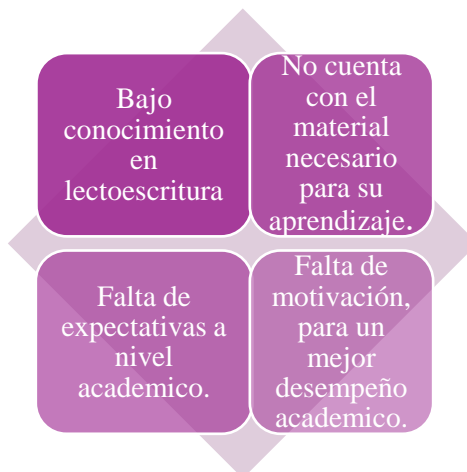 Bajo
conocimiento
en
lectoescritura
No cuenta
con el
material
necesario
para su
aprendizaje.
Falta de
expectativas a
nivel
academico.
Falta de
motivación,
para un
mejor
desempeño
academico.